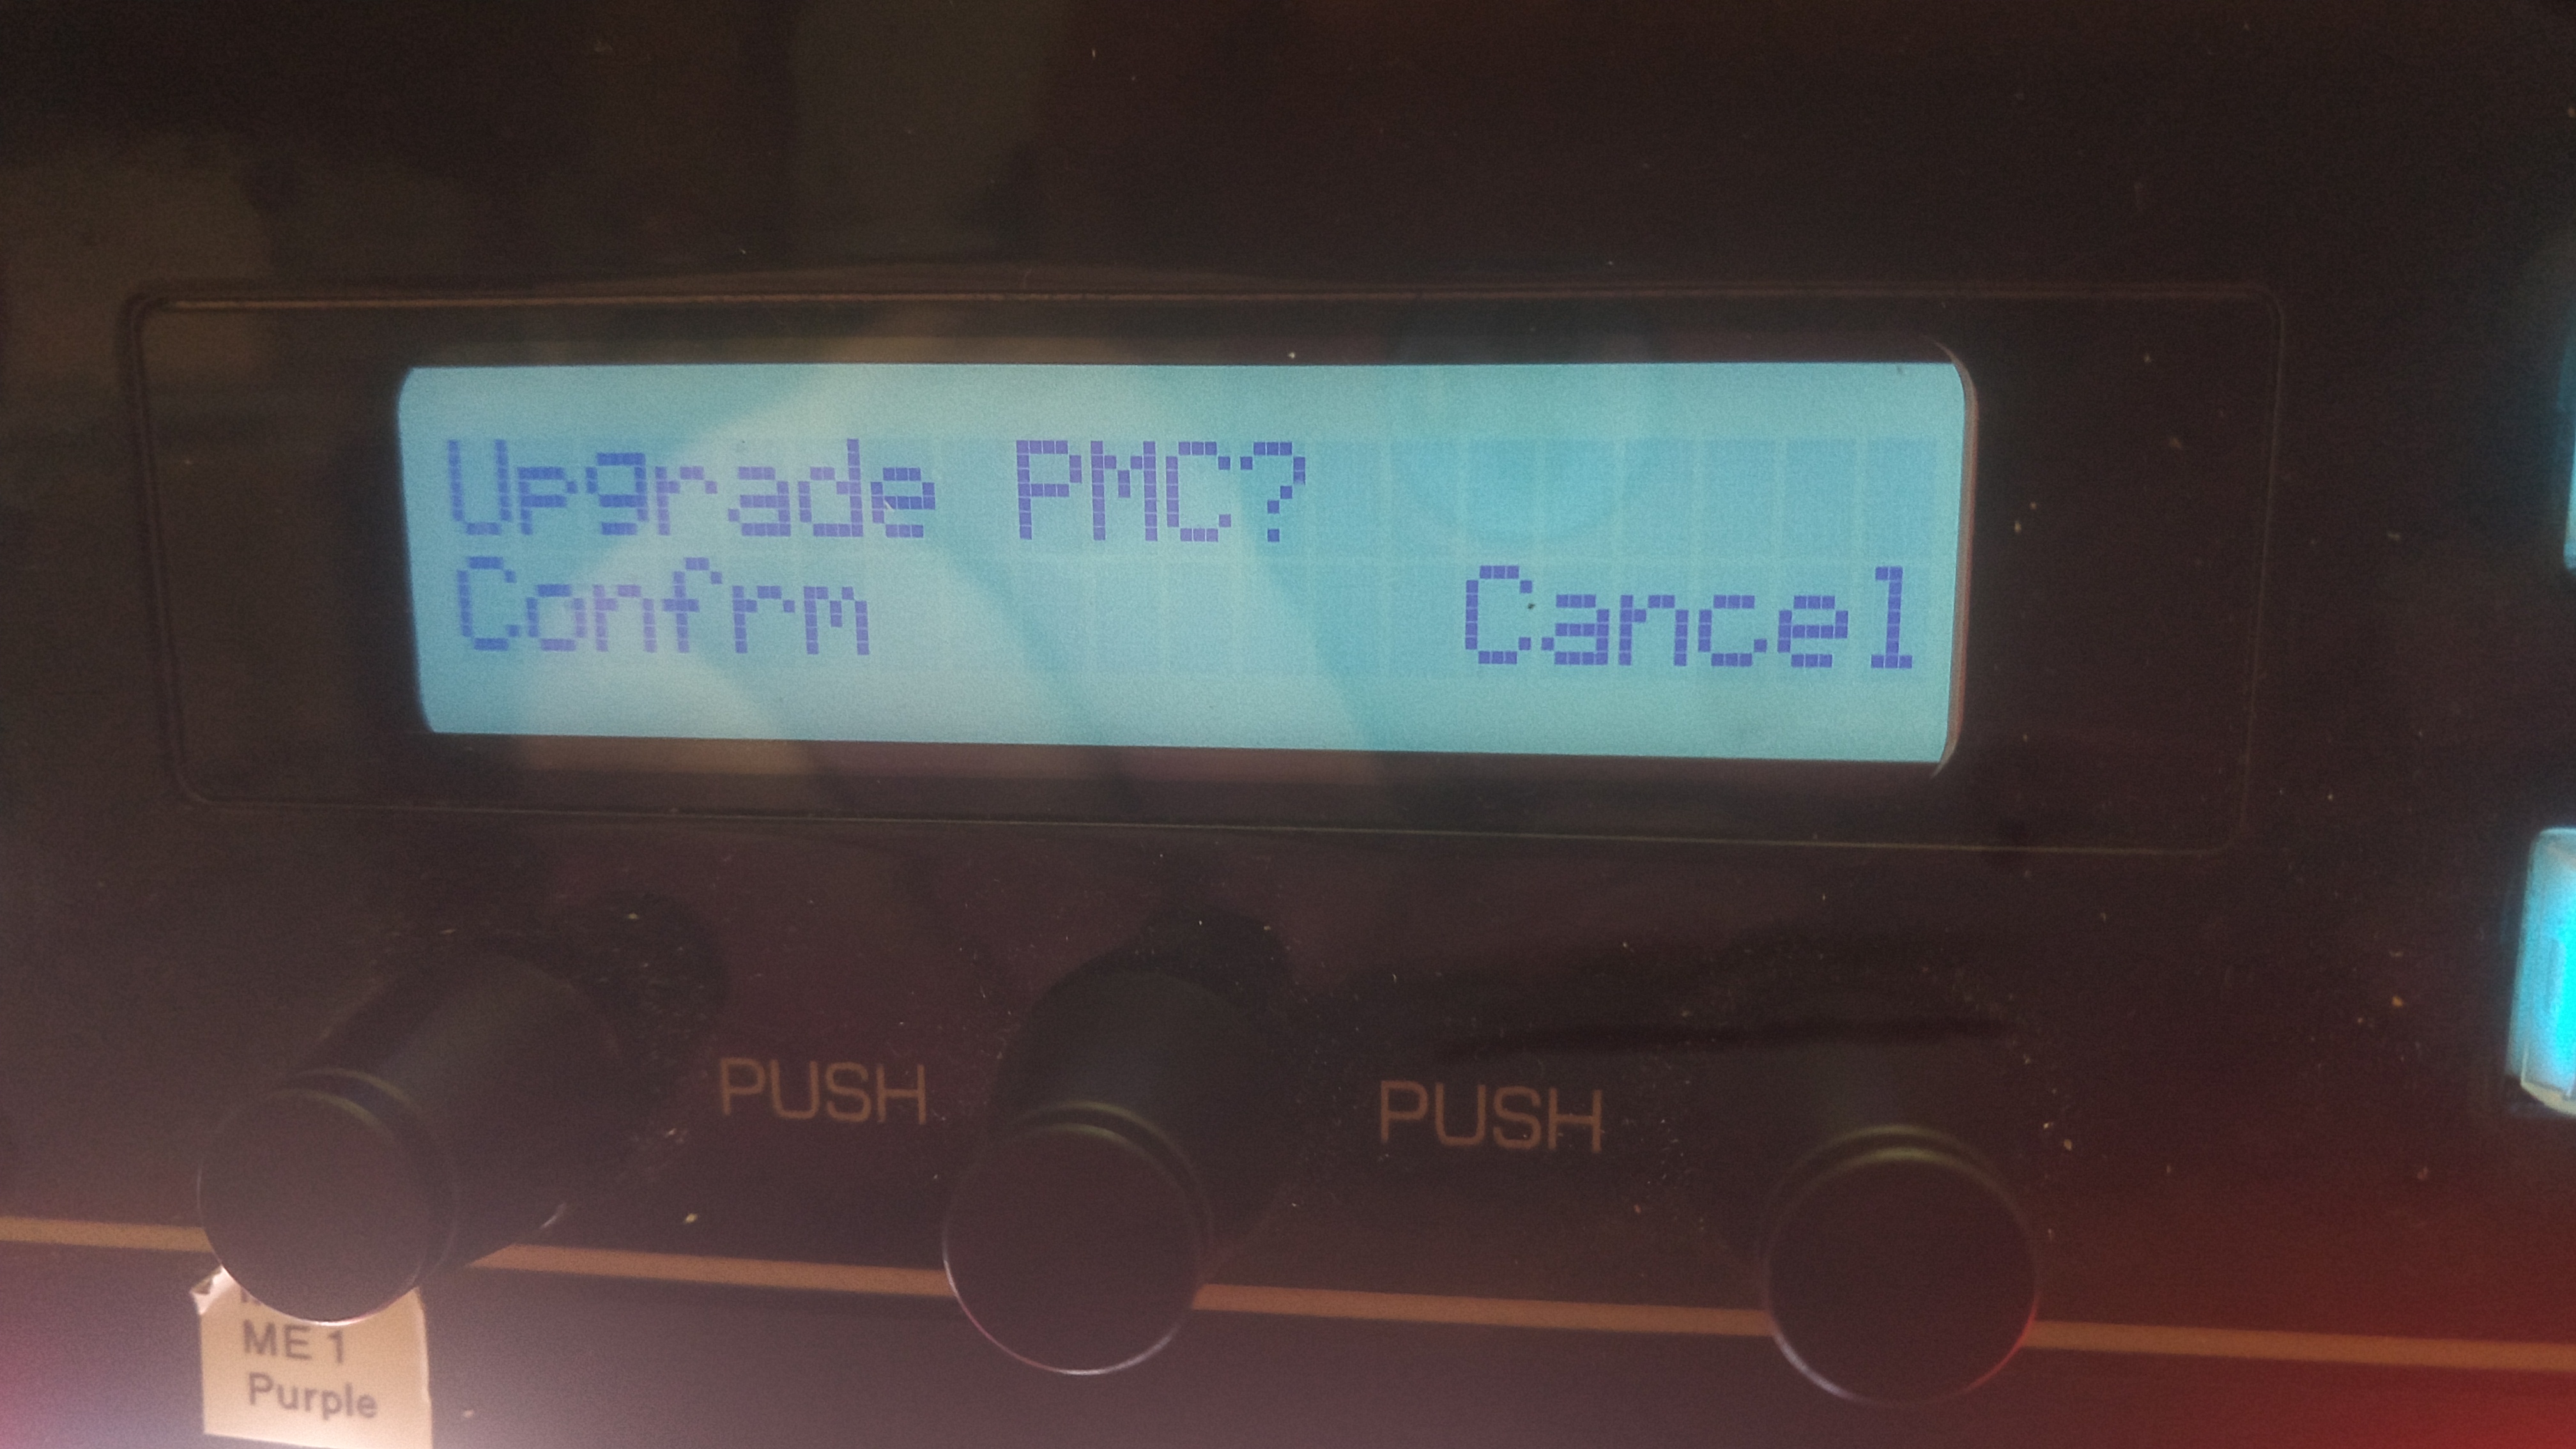 Upgrade PMC?
Confrm Cancel
PUSH PUSH
ME 1
Purple